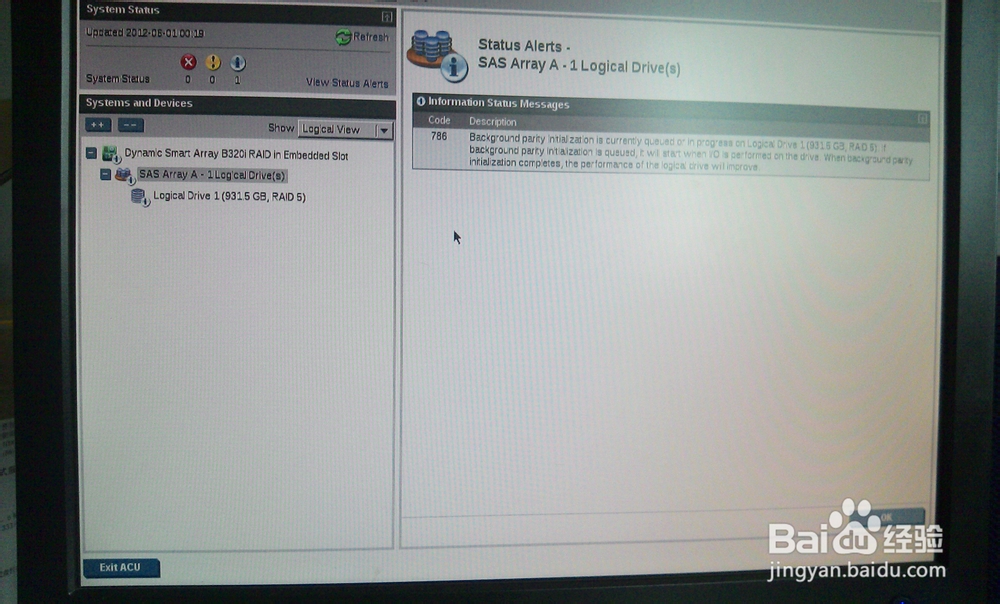 System Status
Updated 2012-08-01 00:19
Refresh
System Status 0 0 1 View Status Alerts
Systems and Devices
++ -- Show Logical View
Dynamic Smart Array B320i RAID in Embedded Slot
SAS Array A - 1 Logical Drive(s)
Logical Drive 1 (931.5 GB, RAID 5)
Exit ACU
Status Alerts -
SAS Array A - 1 Logical Drive(s)
Information Status Messages
Code Description
786 Background parity initialization is currently queued or in progress on Logical Drive 1 (931.5 GB, RAID 5). If
background parity initialization is queued, it will start when I/O is performed on the drive. When background parity
initialization completes, the performance of the logical drive will improve.
OK
Baidu 经验
jingyan.baidu.com